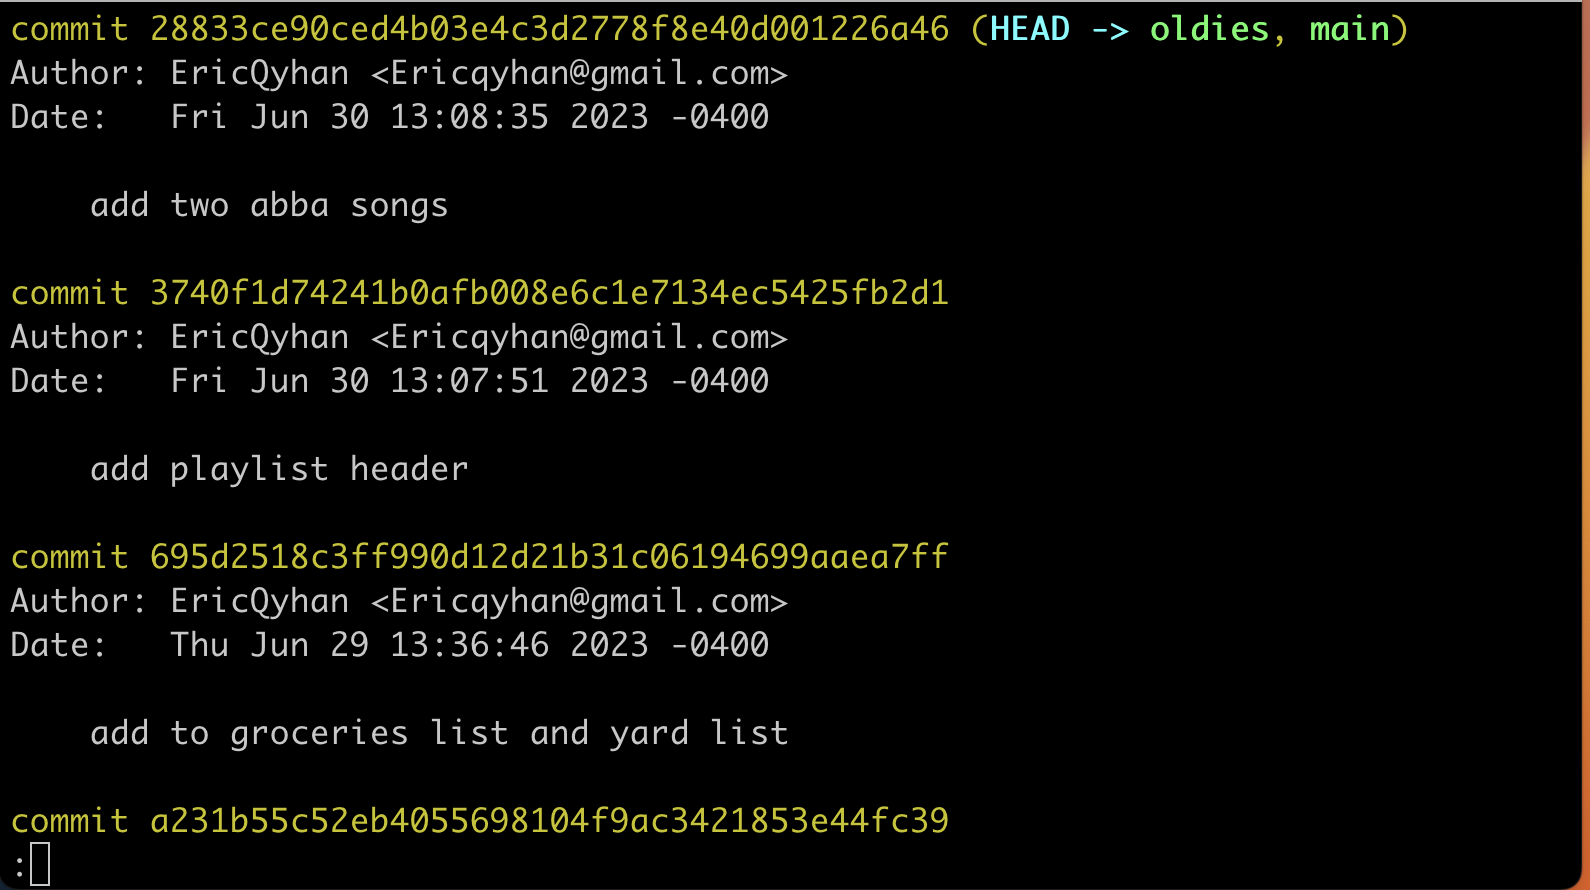 commit 28833ce90ced4b03e4c3d2778f8e40d001226a46 (HEAD -> oldies, main)
Author: EricQyhan <Ericqyhan@gmail.com>
Date:   Fri Jun 30 13:08:35 2023 -0400
    add two abba songs
commit 3740f1d74241b0afb008e6c1e7134ec5425fb2d1
Author: EricQyhan <Ericqyhan@gmail.com>
Date:   Fri Jun 30 13:07:51 2023 -0400
    add playlist header
commit 695d2518c3ff990d12d21b31c06194699aaea7ff
Author: EricQyhan <Ericqyhan@gmail.com>
Date:   Thu Jun 29 13:36:46 2023 -0400
    add to groceries list and yard list
commit a231b55c52eb4055698104f9ac3421853e44fc39
: